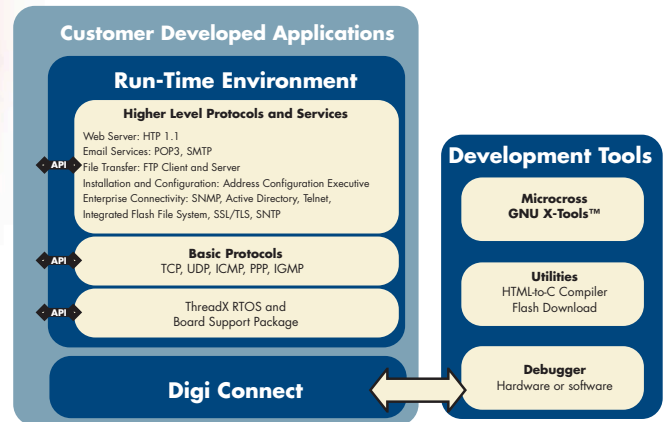 Customer Developed Applications
Run-Time Environment
Higher Level Protocols and Services
Web Server: HTP 1.1
Email Services: POP3, SMTP
File Transfer: FTP Client and Server
Installation and Configuration: Address Configuration Executive
Enterprise Connectivity: SNMP, Active Directory, Telnet,
Integrated Flash File System, SSL/TLS, SNTP
API
Basic Protocols
TCP, UDP, ICMP, PPP, IGMP
API
ThreadX RTOS and
Board Support Package
API
Digi Connect
Development Tools
Microcross
GNU X-Tools™
Utilities
HTML-to-C Compiler
Flash Download
Debugger
Hardware or software